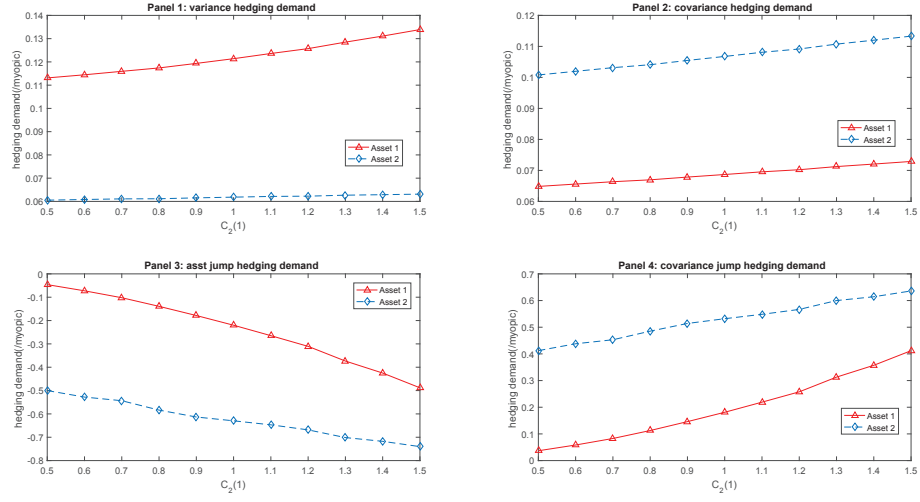 Panel 1: variance hedging demand
hedging demand(/myopic)
0.14
0.13
0.12
0.11
0.1
0.09
0.08
0.07
0.06
Asset 1
Asset 2
0.5 0.6 0.7 0.8 0.9 1 1.1 1.2 1.3 1.4 1.5
C2(1)
Panel 2: covariance hedging demand
hedging demand(/myopic)
0.12
0.11
0.1
0.09
0.08
0.07
0.06
Asset 1
Asset 2
0.5 0.6 0.7 0.8 0.9 1 1.1 1.2 1.3 1.4 1.5
C2(1)
Panel 3: asst jump hedging demand
hedging demand(/myopic)
0
-0.1
-0.2
-0.3
-0.4
-0.5
-0.6
-0.7
-0.8
Asset 1
Asset 2
0.5 0.6 0.7 0.8 0.9 1 1.1 1.2 1.3 1.4 1.5
C2(1)
Panel 4: covariance jump hedging demand
hedging demand(/myopic)
0.7
0.6
0.5
0.4
0.3
0.2
0.1
0
Asset 1
Asset 2
0.5 0.6 0.7 0.8 0.9 1 1.1 1.2 1.3 1.4 1.5
C2(1)